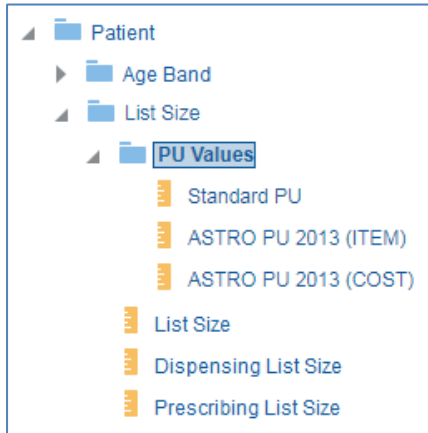 Patient
Age Band
List Size
PU Values
Standard PU
ASTRO PU 2013 (ITEM)
ASTRO PU 2013 (COST)
List Size
Dispensing List Size
Prescribing List Size